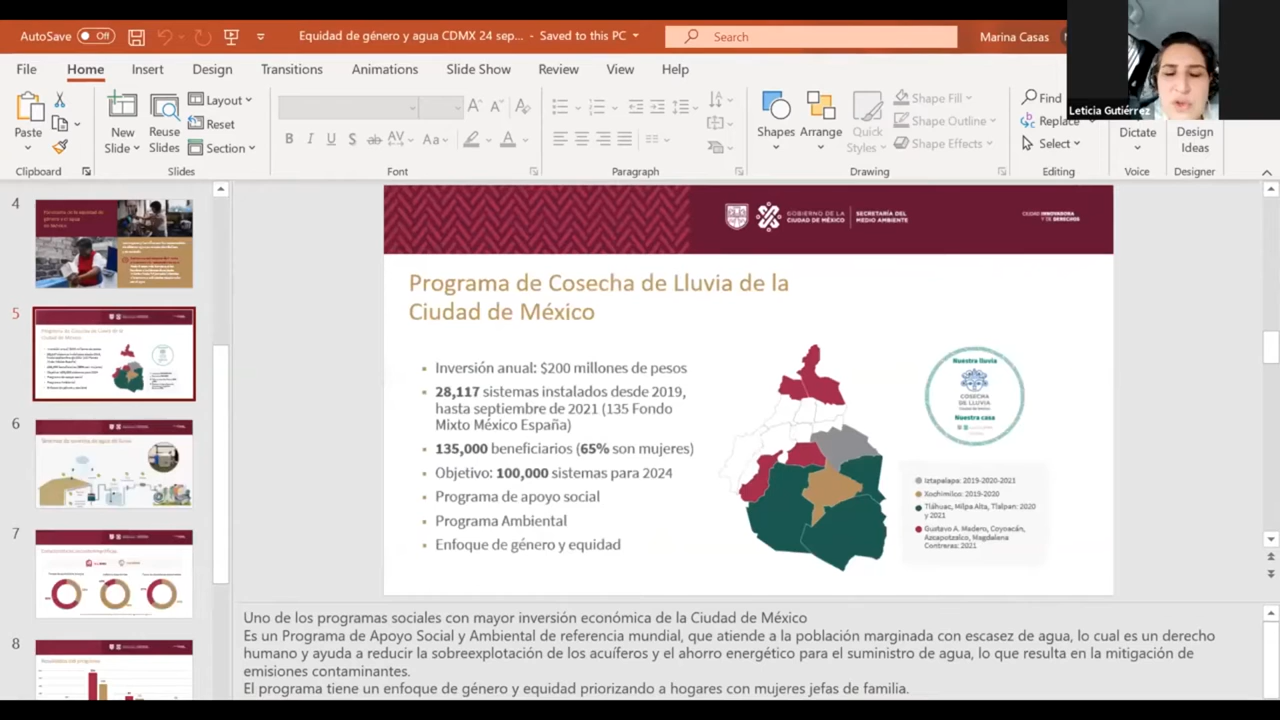 AutoSave Off
Equidad de género y agua CDMX 24 sep... - Saved to this PC
Search
Marina Casas
Leticia Gutiérrez
File Home Insert Design Transitions Animations Slide Show Review View Help
Paste
New Slide
Reuse Slides
Layout
Reset
Section
B I U S ab AV Aa A
Shapes
Arrange
Quick Styles
Shape Fill
Shape Outline
Shape Effects
Find
Replace
Select
Dictate
Design Ideas
Clipboard Slides Font Paragraph Drawing Editing Voice Designer
4
5
6
7
8
GOBIERNO DE LA CIUDAD DE MÉXICO
SECRETARÍA DEL MEDIO AMBIENTE
CIUDAD INNOVADORA Y DE DERECHOS
Programa de Cosecha de Lluvia de la
Ciudad de México
Inversión anual: $200 millones de pesos
28,117 sistemas instalados desde 2019,
hasta septiembre de 2021 (135 Fondo
Mixto México España)
135,000 beneficiarios (65% son mujeres)
Objetivo: 100,000 sistemas para 2024
Programa de apoyo social
Programa Ambiental
Enfoque de género y equidad
Nuestra lluvia
COSECHA
DE LLUVIA
Ciudad de México
Nuestra casa
Iztapalapa: 2019-2020-2021
Xochimilco: 2019-2020
Tláhuac, Milpa Alta, Tlalpan: 2020
y 2021
Gustavo A. Madero, Coyoacán,
Azcapotzalco, Magdalena
Contreras: 2021
Uno de los programas sociales con mayor inversión económica de la Ciudad de México
Es un Programa de Apoyo Social y Ambiental de referencia mundial, que atiende a la población marginada con escasez de agua, lo cual es un derecho
humano y ayuda a reducir la sobreexplotación de los acuíferos y el ahorro energético para el suministro de agua, lo que resulta en la mitigación de
emisiones contaminantes.
El programa tiene un enfoque de género y equidad priorizando a hogares con mujeres jefas de familia.